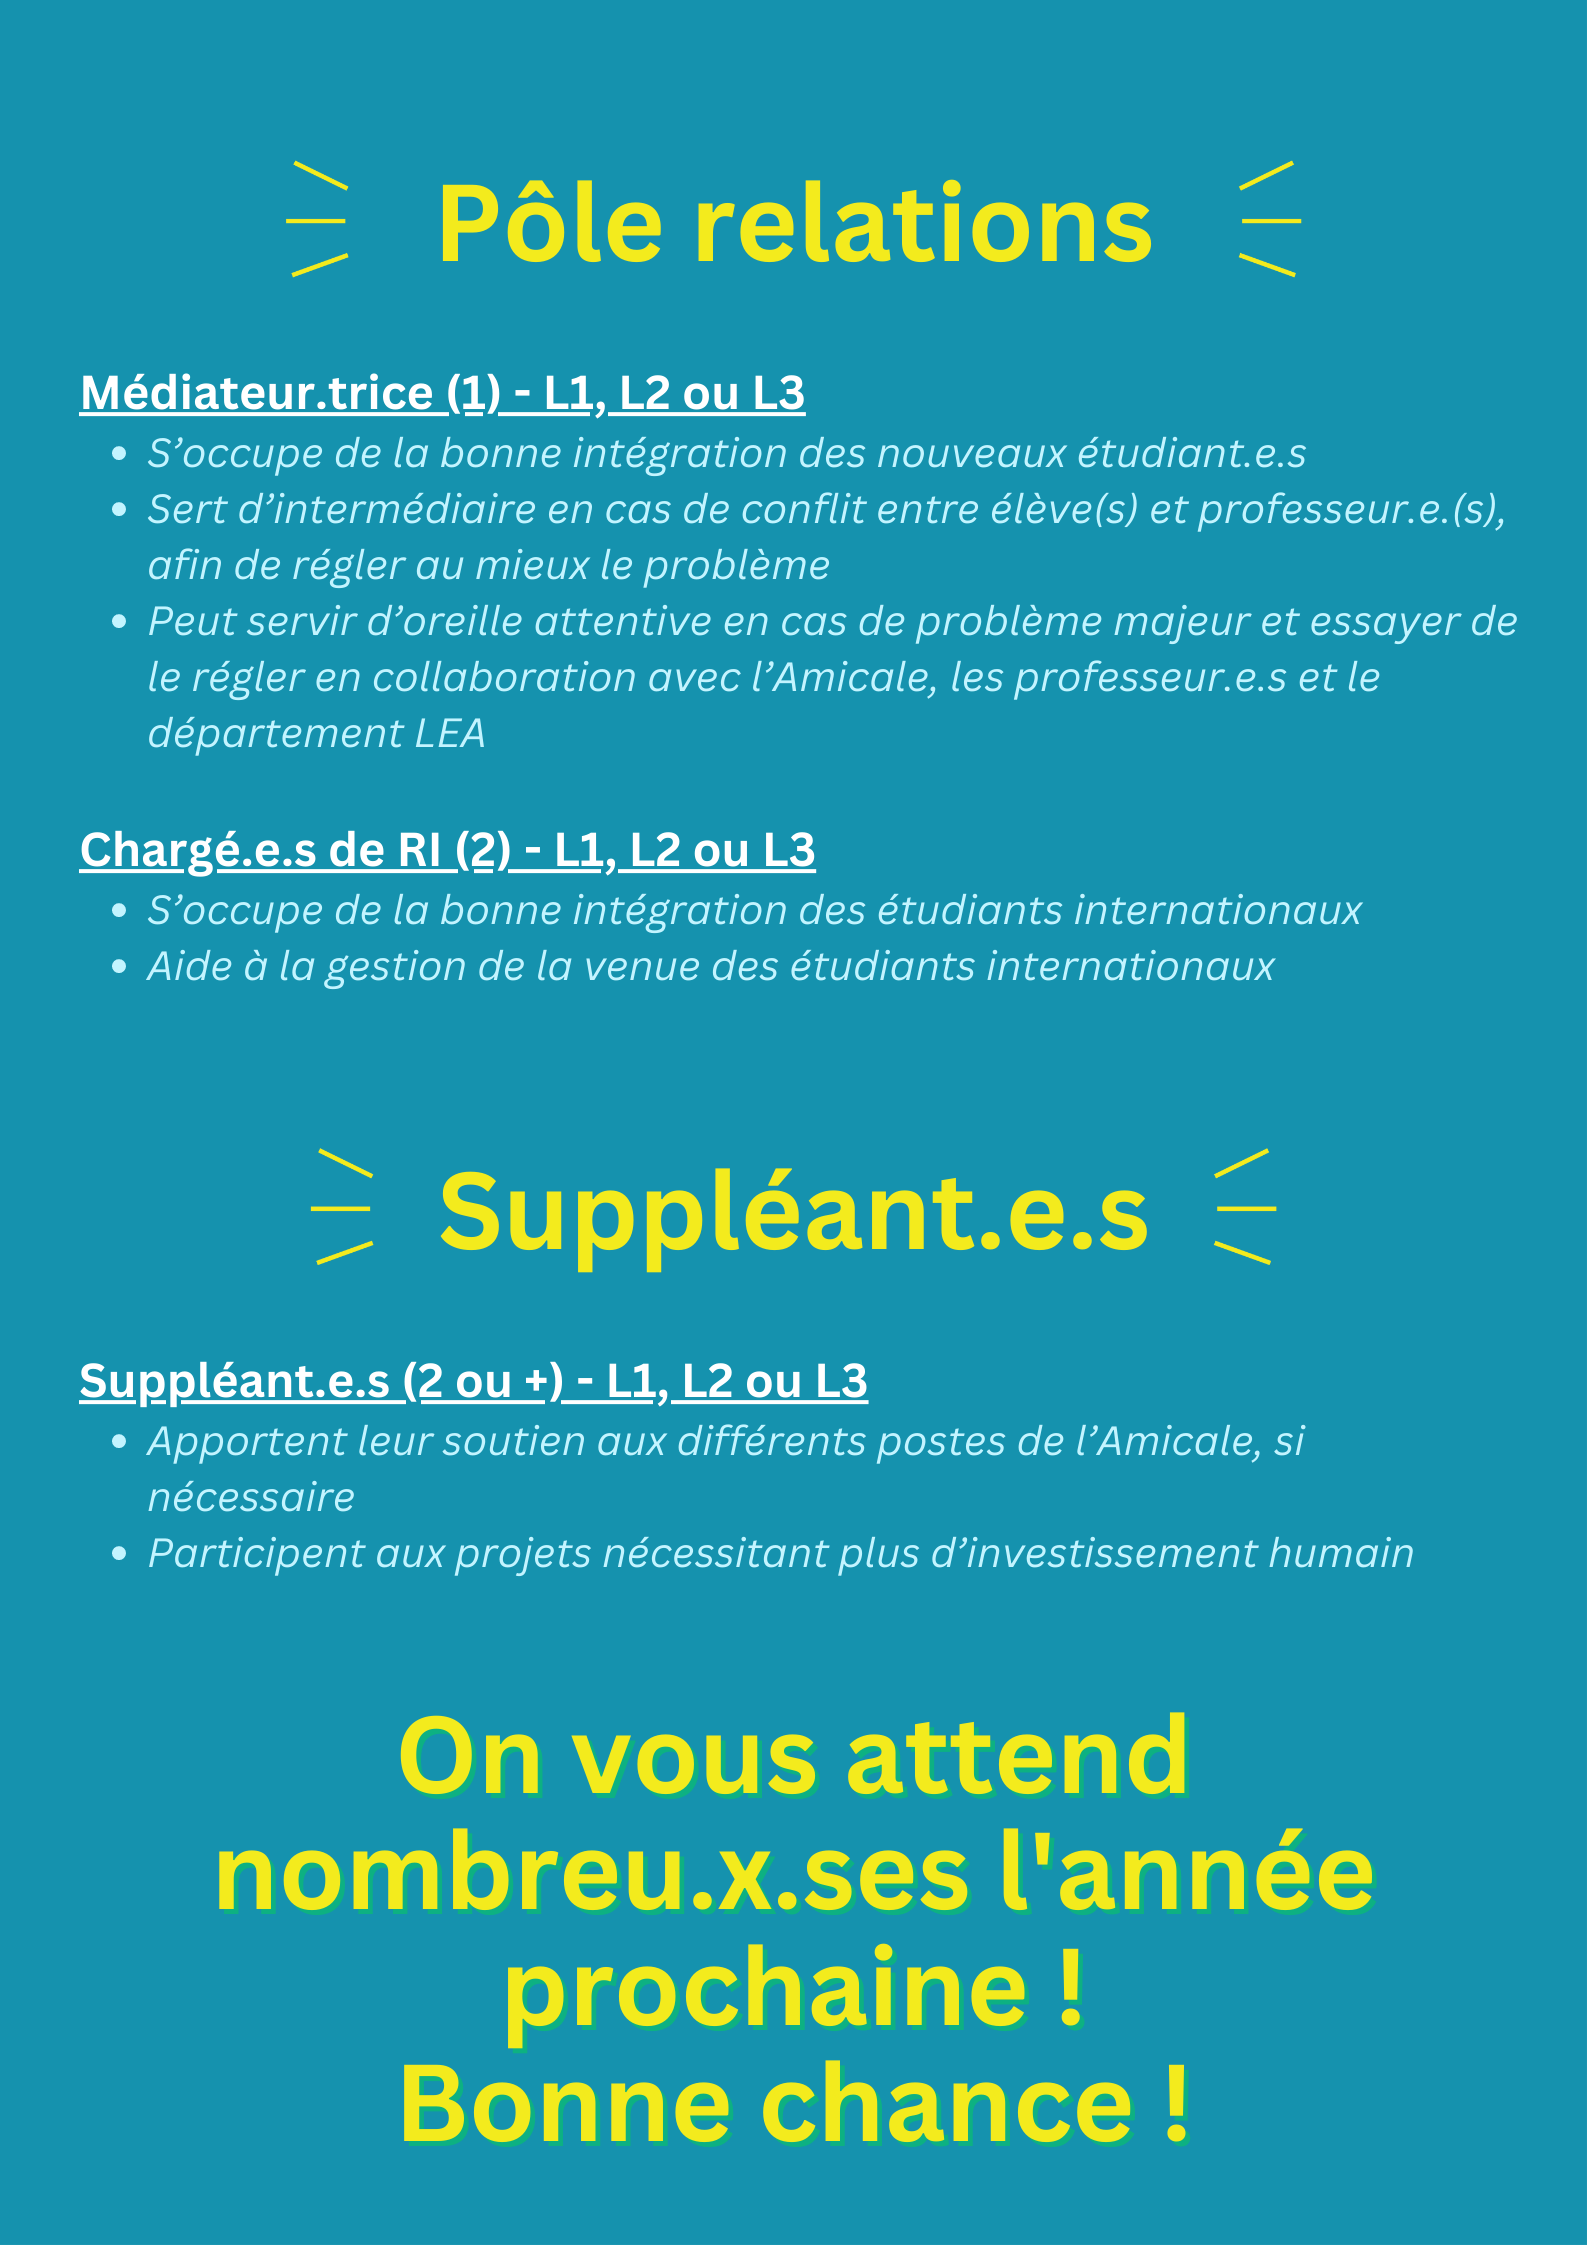 Pôle relations
Médiateur.trice (1) - L1, L2 ou L3
• S’occupe de la bonne intégration des nouveaux étudiant.e.s
• Sert d’intermédiaire en cas de conflit entre élève(s) et professeur.e.(s),
afin de régler au mieux le problème
• Peut servir d’oreille attentive en cas de problème majeur et essayer de
le régler en collaboration avec l’Amicale, les professeur.e.s et le
département LEA
Chargé.e.s de RI (2) - L1, L2 ou L3
• S’occupe de la bonne intégration des étudiants internationaux
• Aide à la gestion de la venue des étudiants internationaux
Suppléant.e.s
Suppléant.e.s (2 ou +) - L1, L2 ou L3
• Apportent leur soutien aux différents postes de l’Amicale, si
nécessaire
• Participent aux projets nécessitant plus d’investissement humain
On vous attend
nombreu.x.ses l'année
prochaine !
Bonne chance !